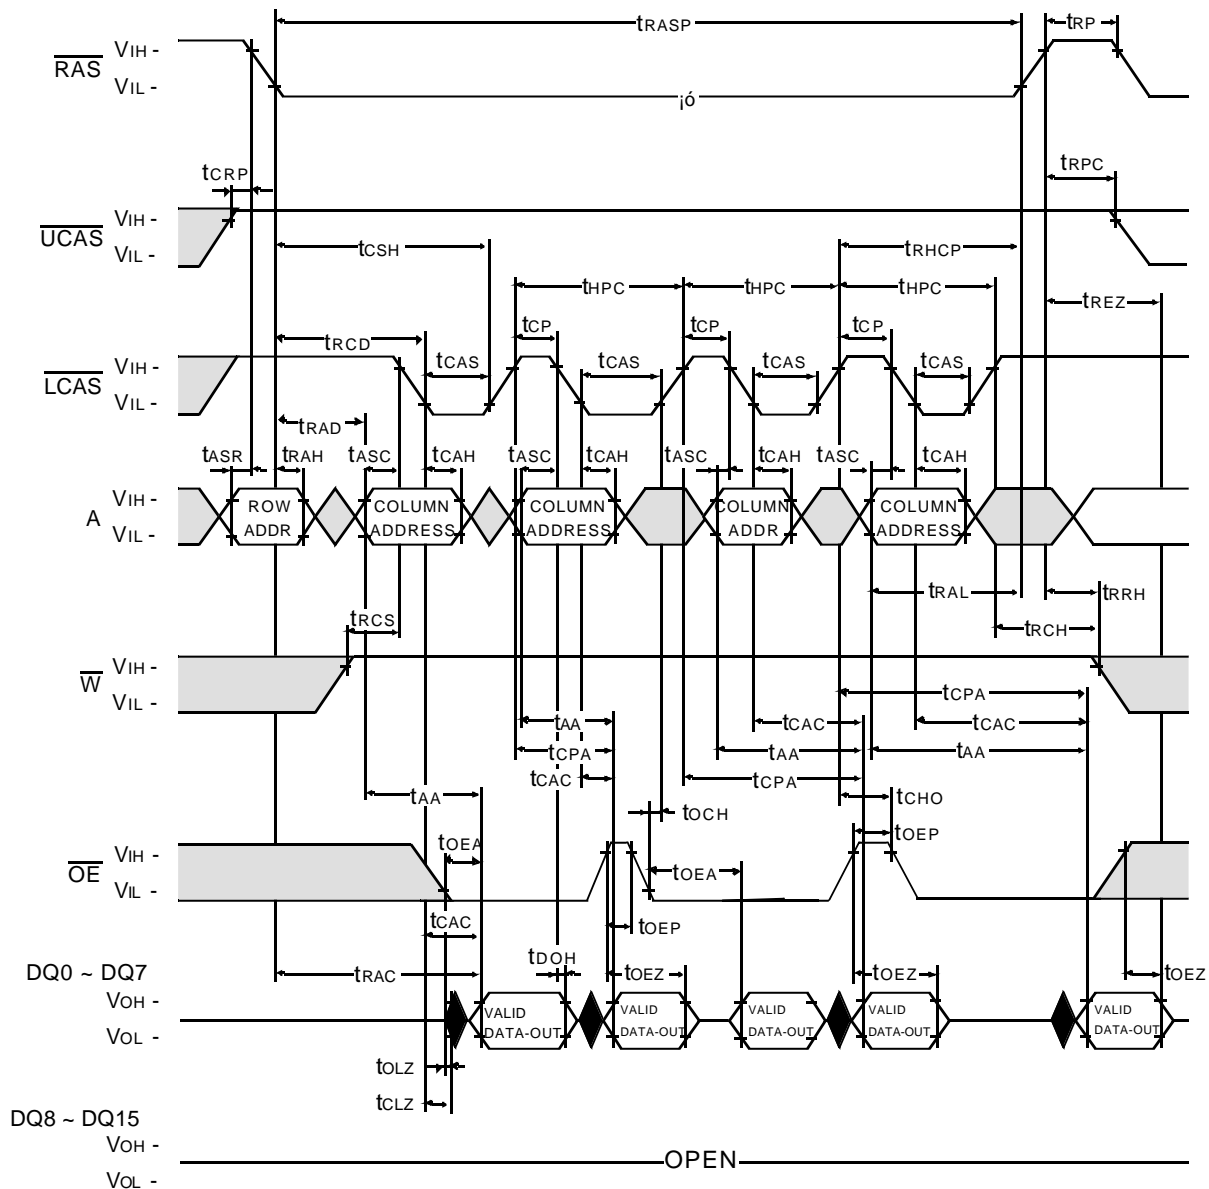 tRASP tRP
RAS VIH -
VIL -
¡ó
tCRP tRPC
UCAS VIH -
VIL -
tCSH tRHCP
tHPC tHPC tHPC tREZ
tRCD tCP tCP tCP
LCAS VIH -
VIL -
tCAS tCAS tCAS tCAS
tRAD
tASR tRAH tASC tCAH tASC tCAH tASC tCAH tASC tCAH
A VIH -
VIL -
ROW
ADDR
COLUMN
ADDRESS
COLUMN
ADDRESS
COLUMN
ADDR
COLUMN
ADDRESS
tRAL tRRH
tRCS tRCH
W VIH -
VIL -
tCPA
tAA tCAC tCAC
tCPA tAA tAA
tCAC tCPA
tAA tCHO
tOCH
tOEA tOEP
OE VIH -
VIL -
tOEA
tCAC tOEP
tDOH
tRAC tOEZ tOEZ tOEZ
DQ0 ~ DQ7
VOH -
VOL -
VALID
DATA-OUT
VALID
DATA-OUT
VALID
DATA-OUT
VALID
DATA-OUT
VALID
DATA-OUT
tOLZ
tCLZ
DQ8 ~ DQ15
VOH -
VOL -
OPEN